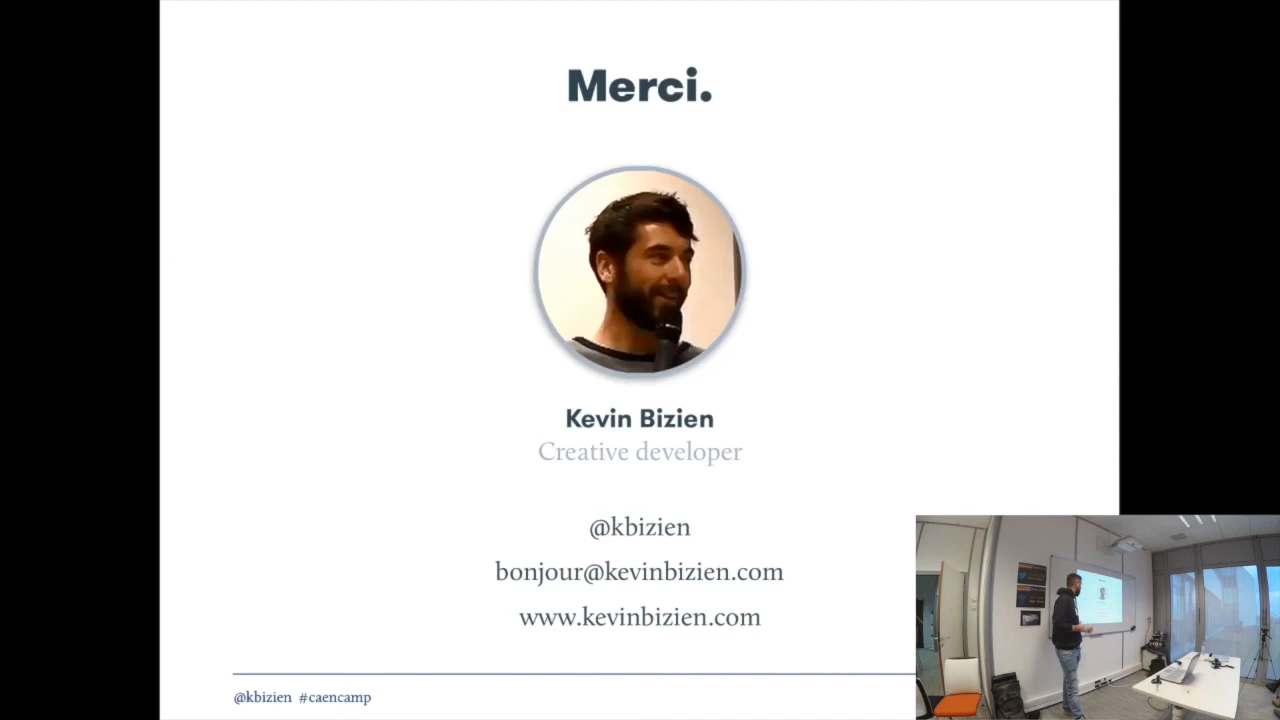 Merci.
Kevin Bizien
Creative developer
@kbizien
bonjour@kevinbizien.com
www.kevinbizien.com
@kbizien #caencamp